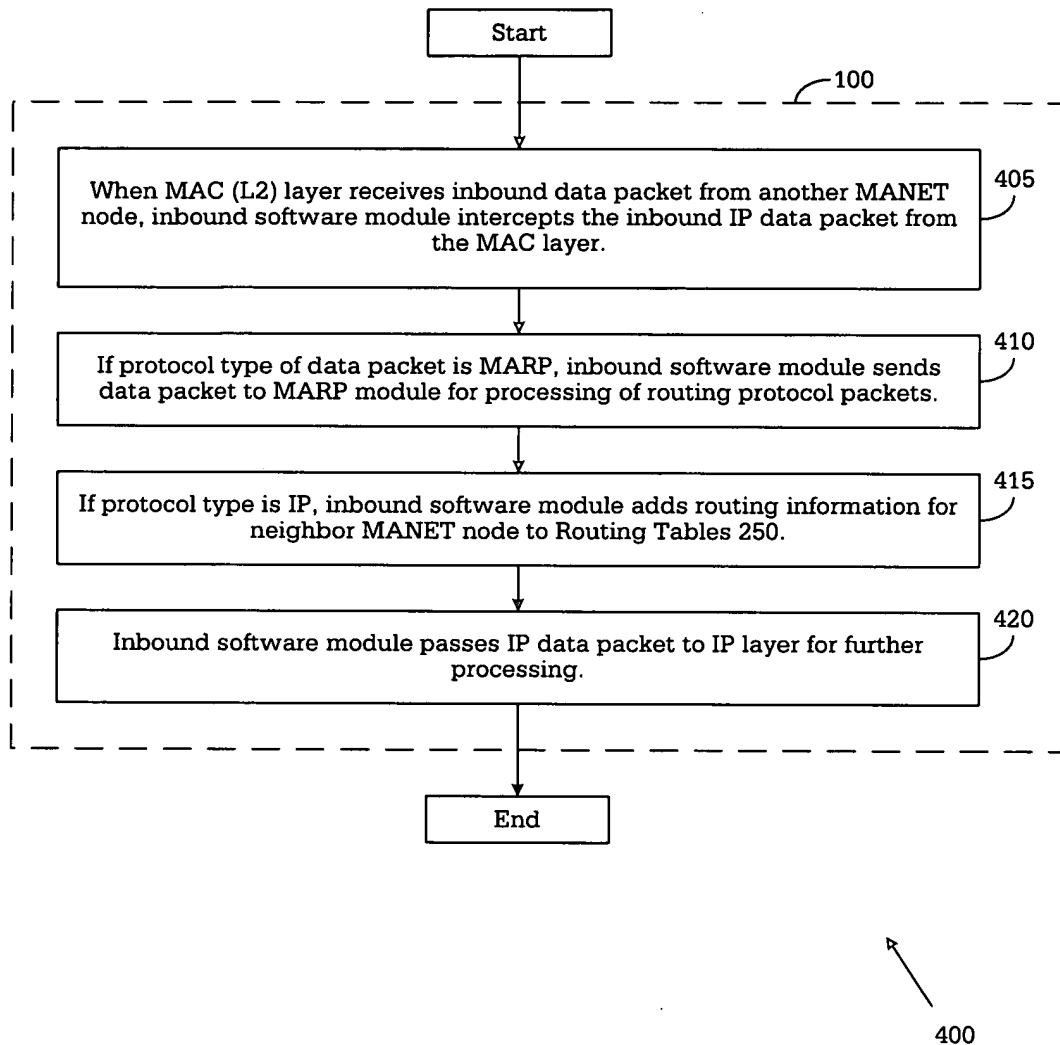 Start
100
When MAC (L2) layer receives inbound data packet from another MANET
node, inbound software module intercepts the inbound IP data packet from
the MAC layer.
405
If protocol type of data packet is MARP, inbound software module sends
data packet to MARP module for processing of routing protocol packets.
410
If protocol type is IP, inbound software module adds routing information for
neighbor MANET node to Routing Tables 250.
415
Inbound software module passes IP data packet to IP layer for further
processing.
420
End
400